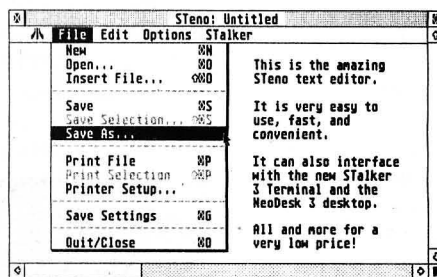 STeno: Untitled
File Edit Options STalker
New ⌘N
Open... ⌘O
Insert File... ⇧⌘O
Save ⌘S
Save Selection... ⇧⌘S
Save As...
Print File ⌘P
Print Selection ⇧⌘P
Printer Setup...
Save Settings ⌘G
Quit/Close ⌘Q
This is the amazing
STeno text editor.
It is very easy to
use, fast, and
convenient.
It can also interface
with the new STalker
3 Terminal and the
NeoDesk 3 desktop.
All and more for a
very low price!